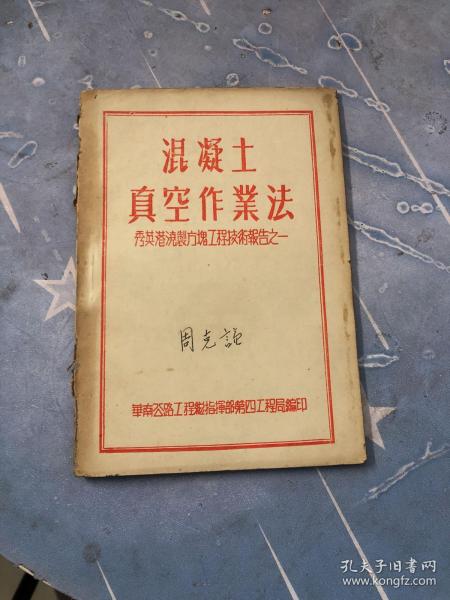 混凝土
真空作業法
秀英港澆製方塊工程技術報告之一
周克謹
華南公路工程總指揮部第四工程局編印
孔夫子旧书网
www.kongfz.com